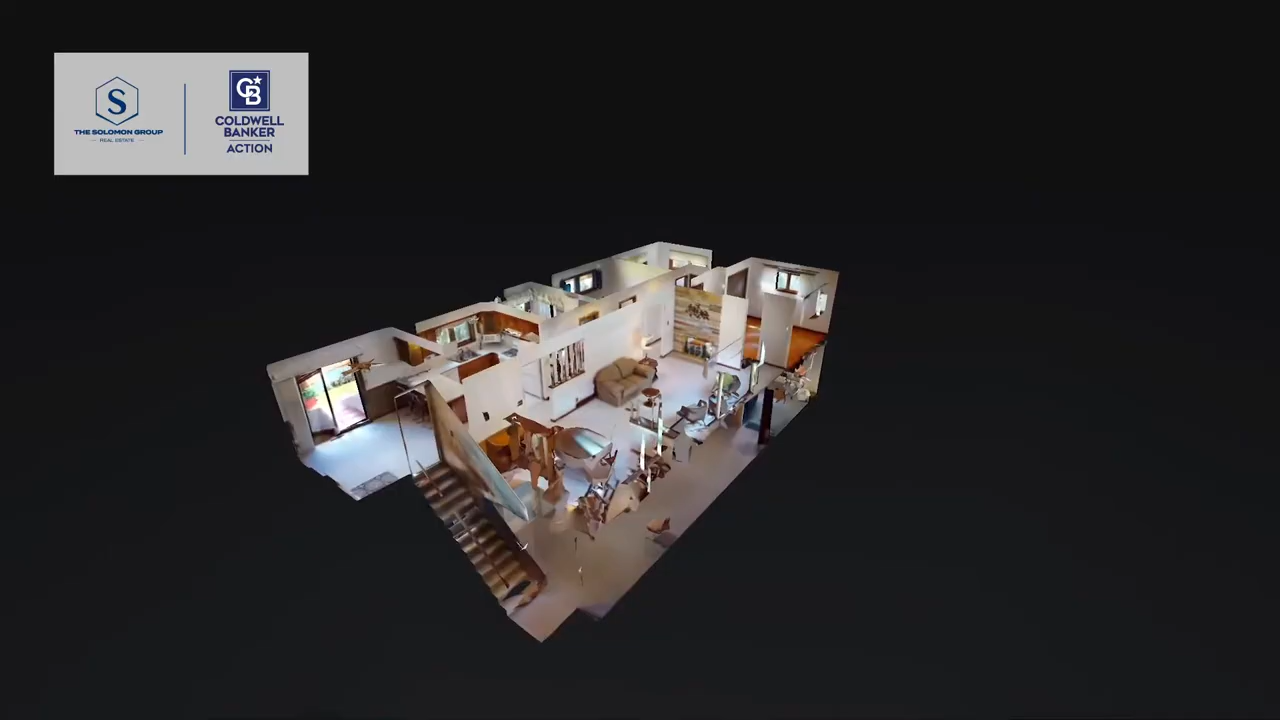 S
THE SOLOMON GROUP
REAL ESTATE
CB
COLDWELL
BANKER
ACTION